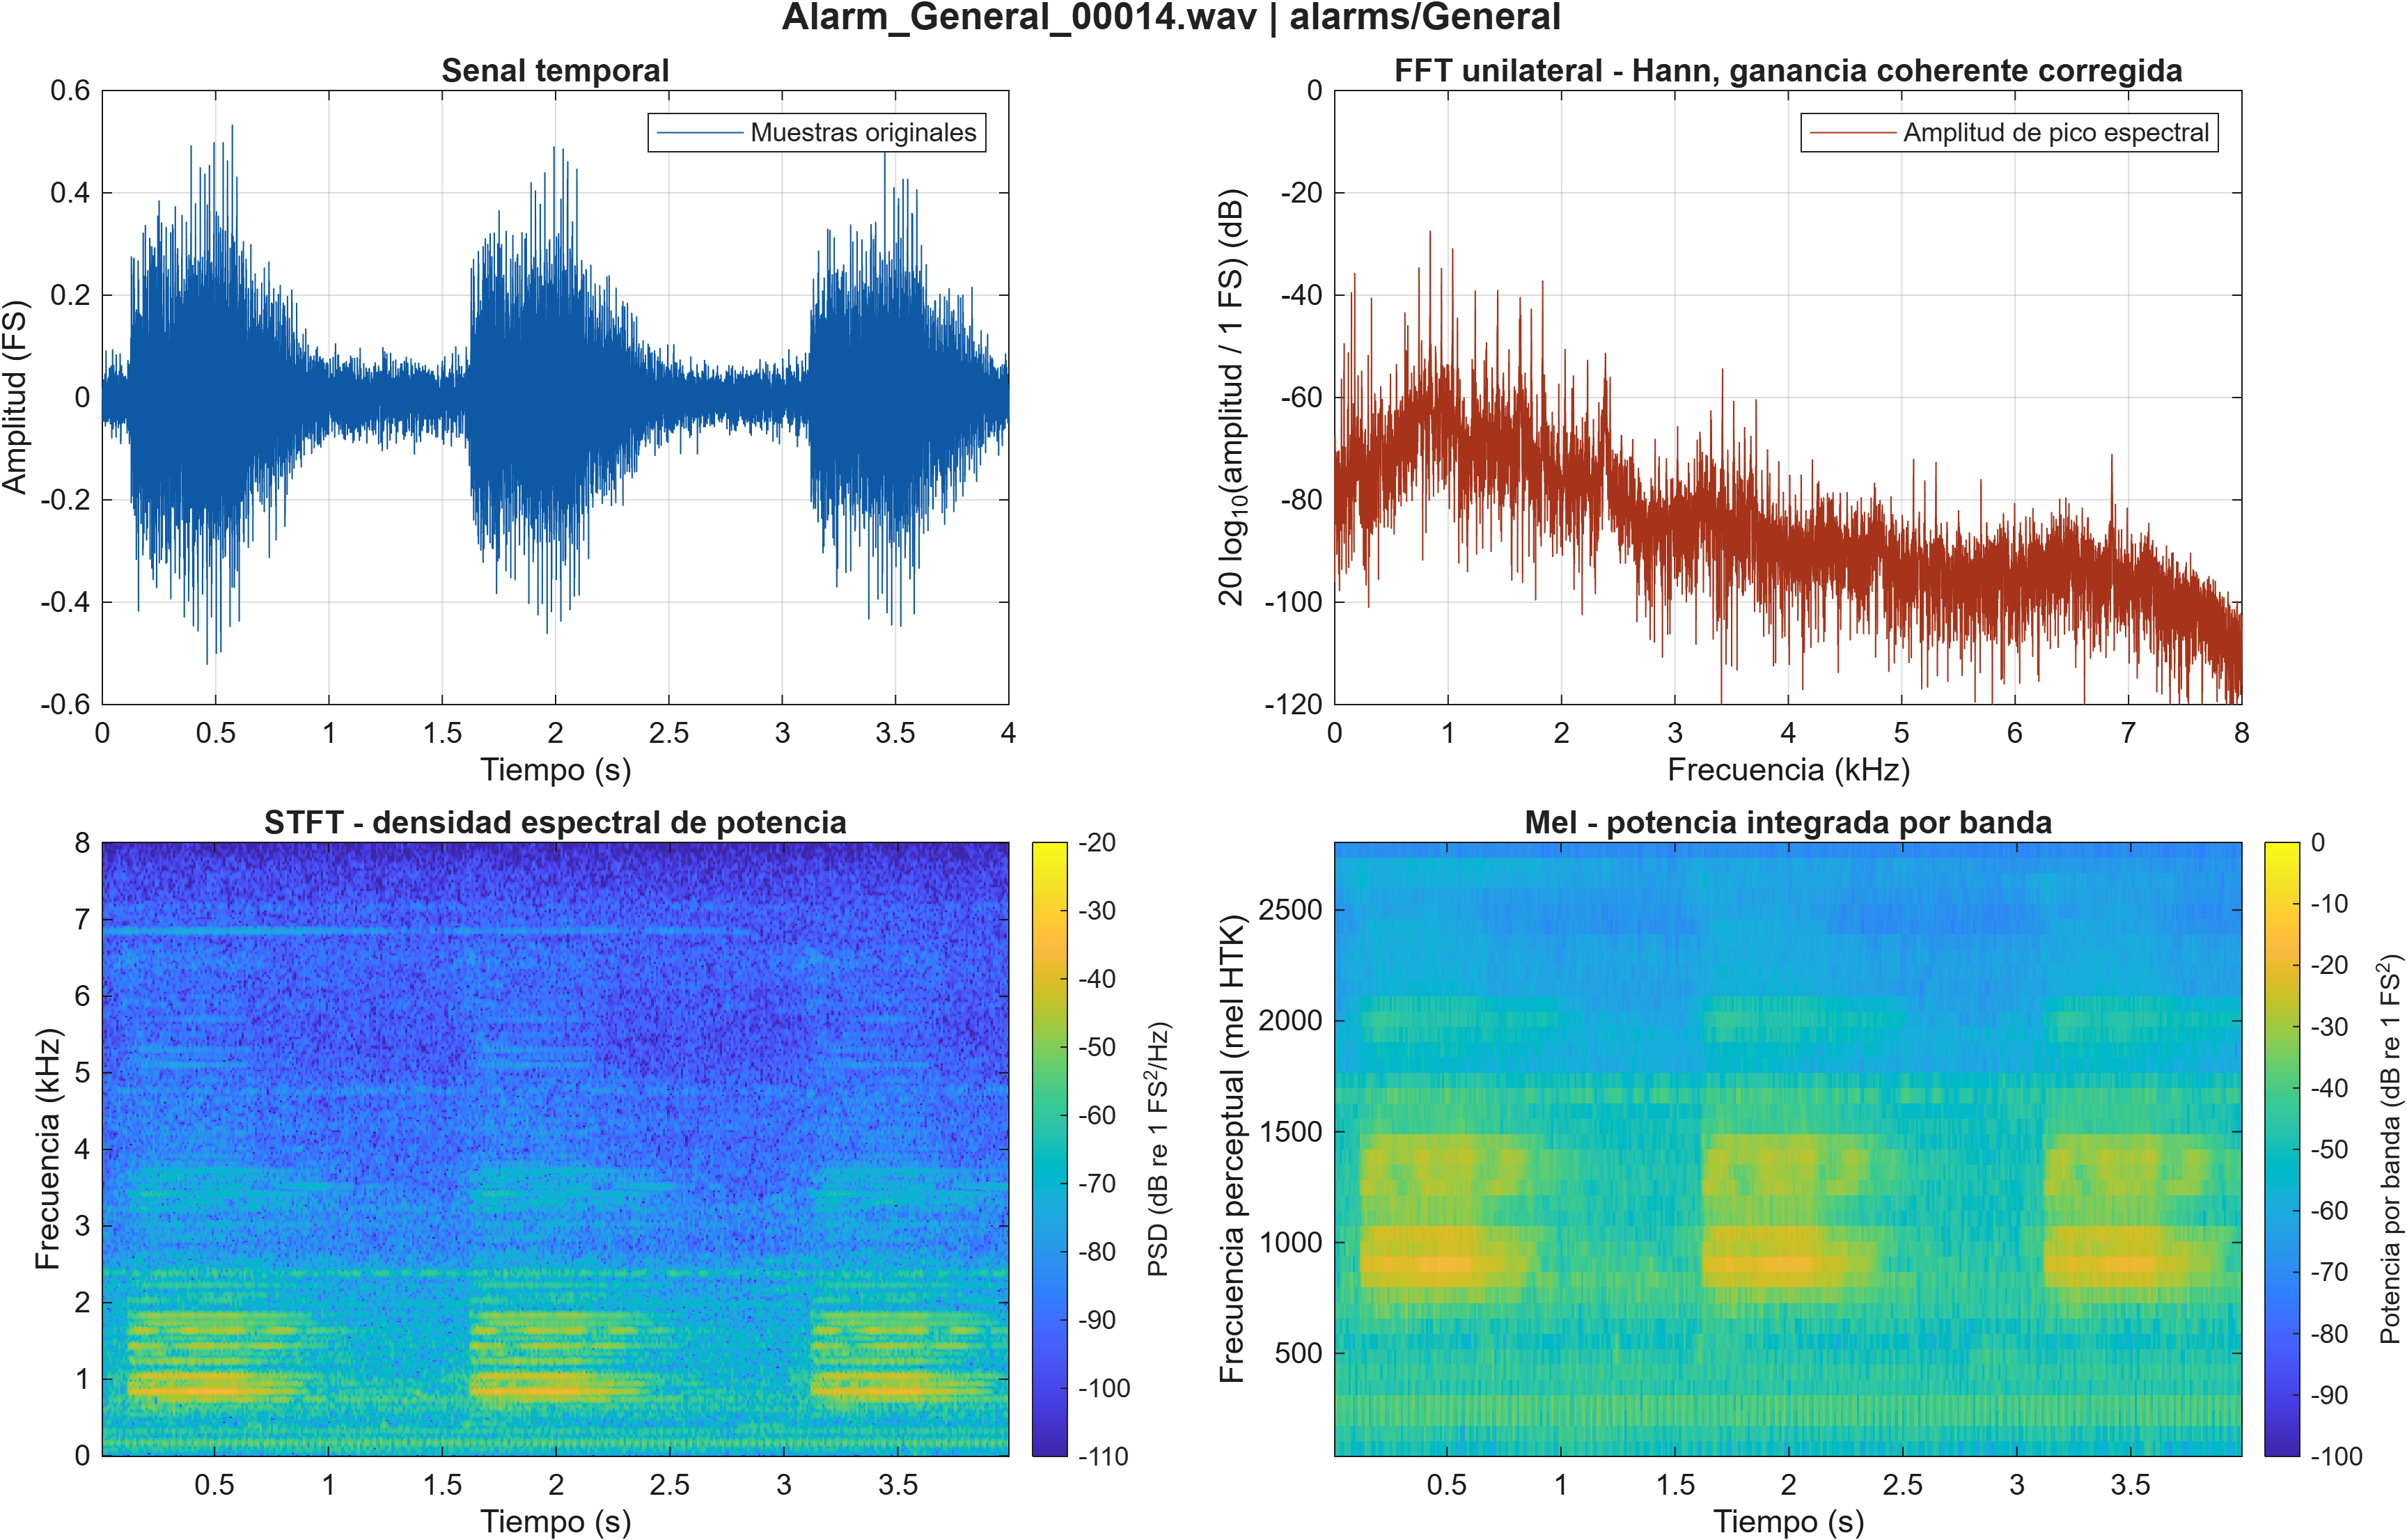 Alarm_General_00014.wav | alarms/General
Senal temporal
Muestras originales
Amplitud (FS)
0.6
0.4
0.2
0
-0.2
-0.4
-0.6
0 0.5 1 1.5 2 2.5 3 3.5 4
Tiempo (s)
FFT unilateral - Hann, ganancia coherente corregida
Amplitud de pico espectral
20 log10(amplitud / 1 FS) (dB)
0
-20
-40
-60
-80
-100
-120
0 1 2 3 4 5 6 7 8
Frecuencia (kHz)
STFT - densidad espectral de potencia
Frecuencia (kHz)
8
7
6
5
4
3
2
1
0
0.5 1 1.5 2 2.5 3 3.5
Tiempo (s)
-20
-30
-40
-50
-60
-70
-80
-90
-100
-110
PSD (dB re 1 FS²/Hz)
Mel - potencia integrada por banda
Frecuencia perceptual (mel HTK)
2500
2000
1500
1000
500
0.5 1 1.5 2 2.5 3 3.5
Tiempo (s)
0
-10
-20
-30
-40
-50
-60
-70
-80
-90
-100
Potencia por banda (dB re 1 FS²)